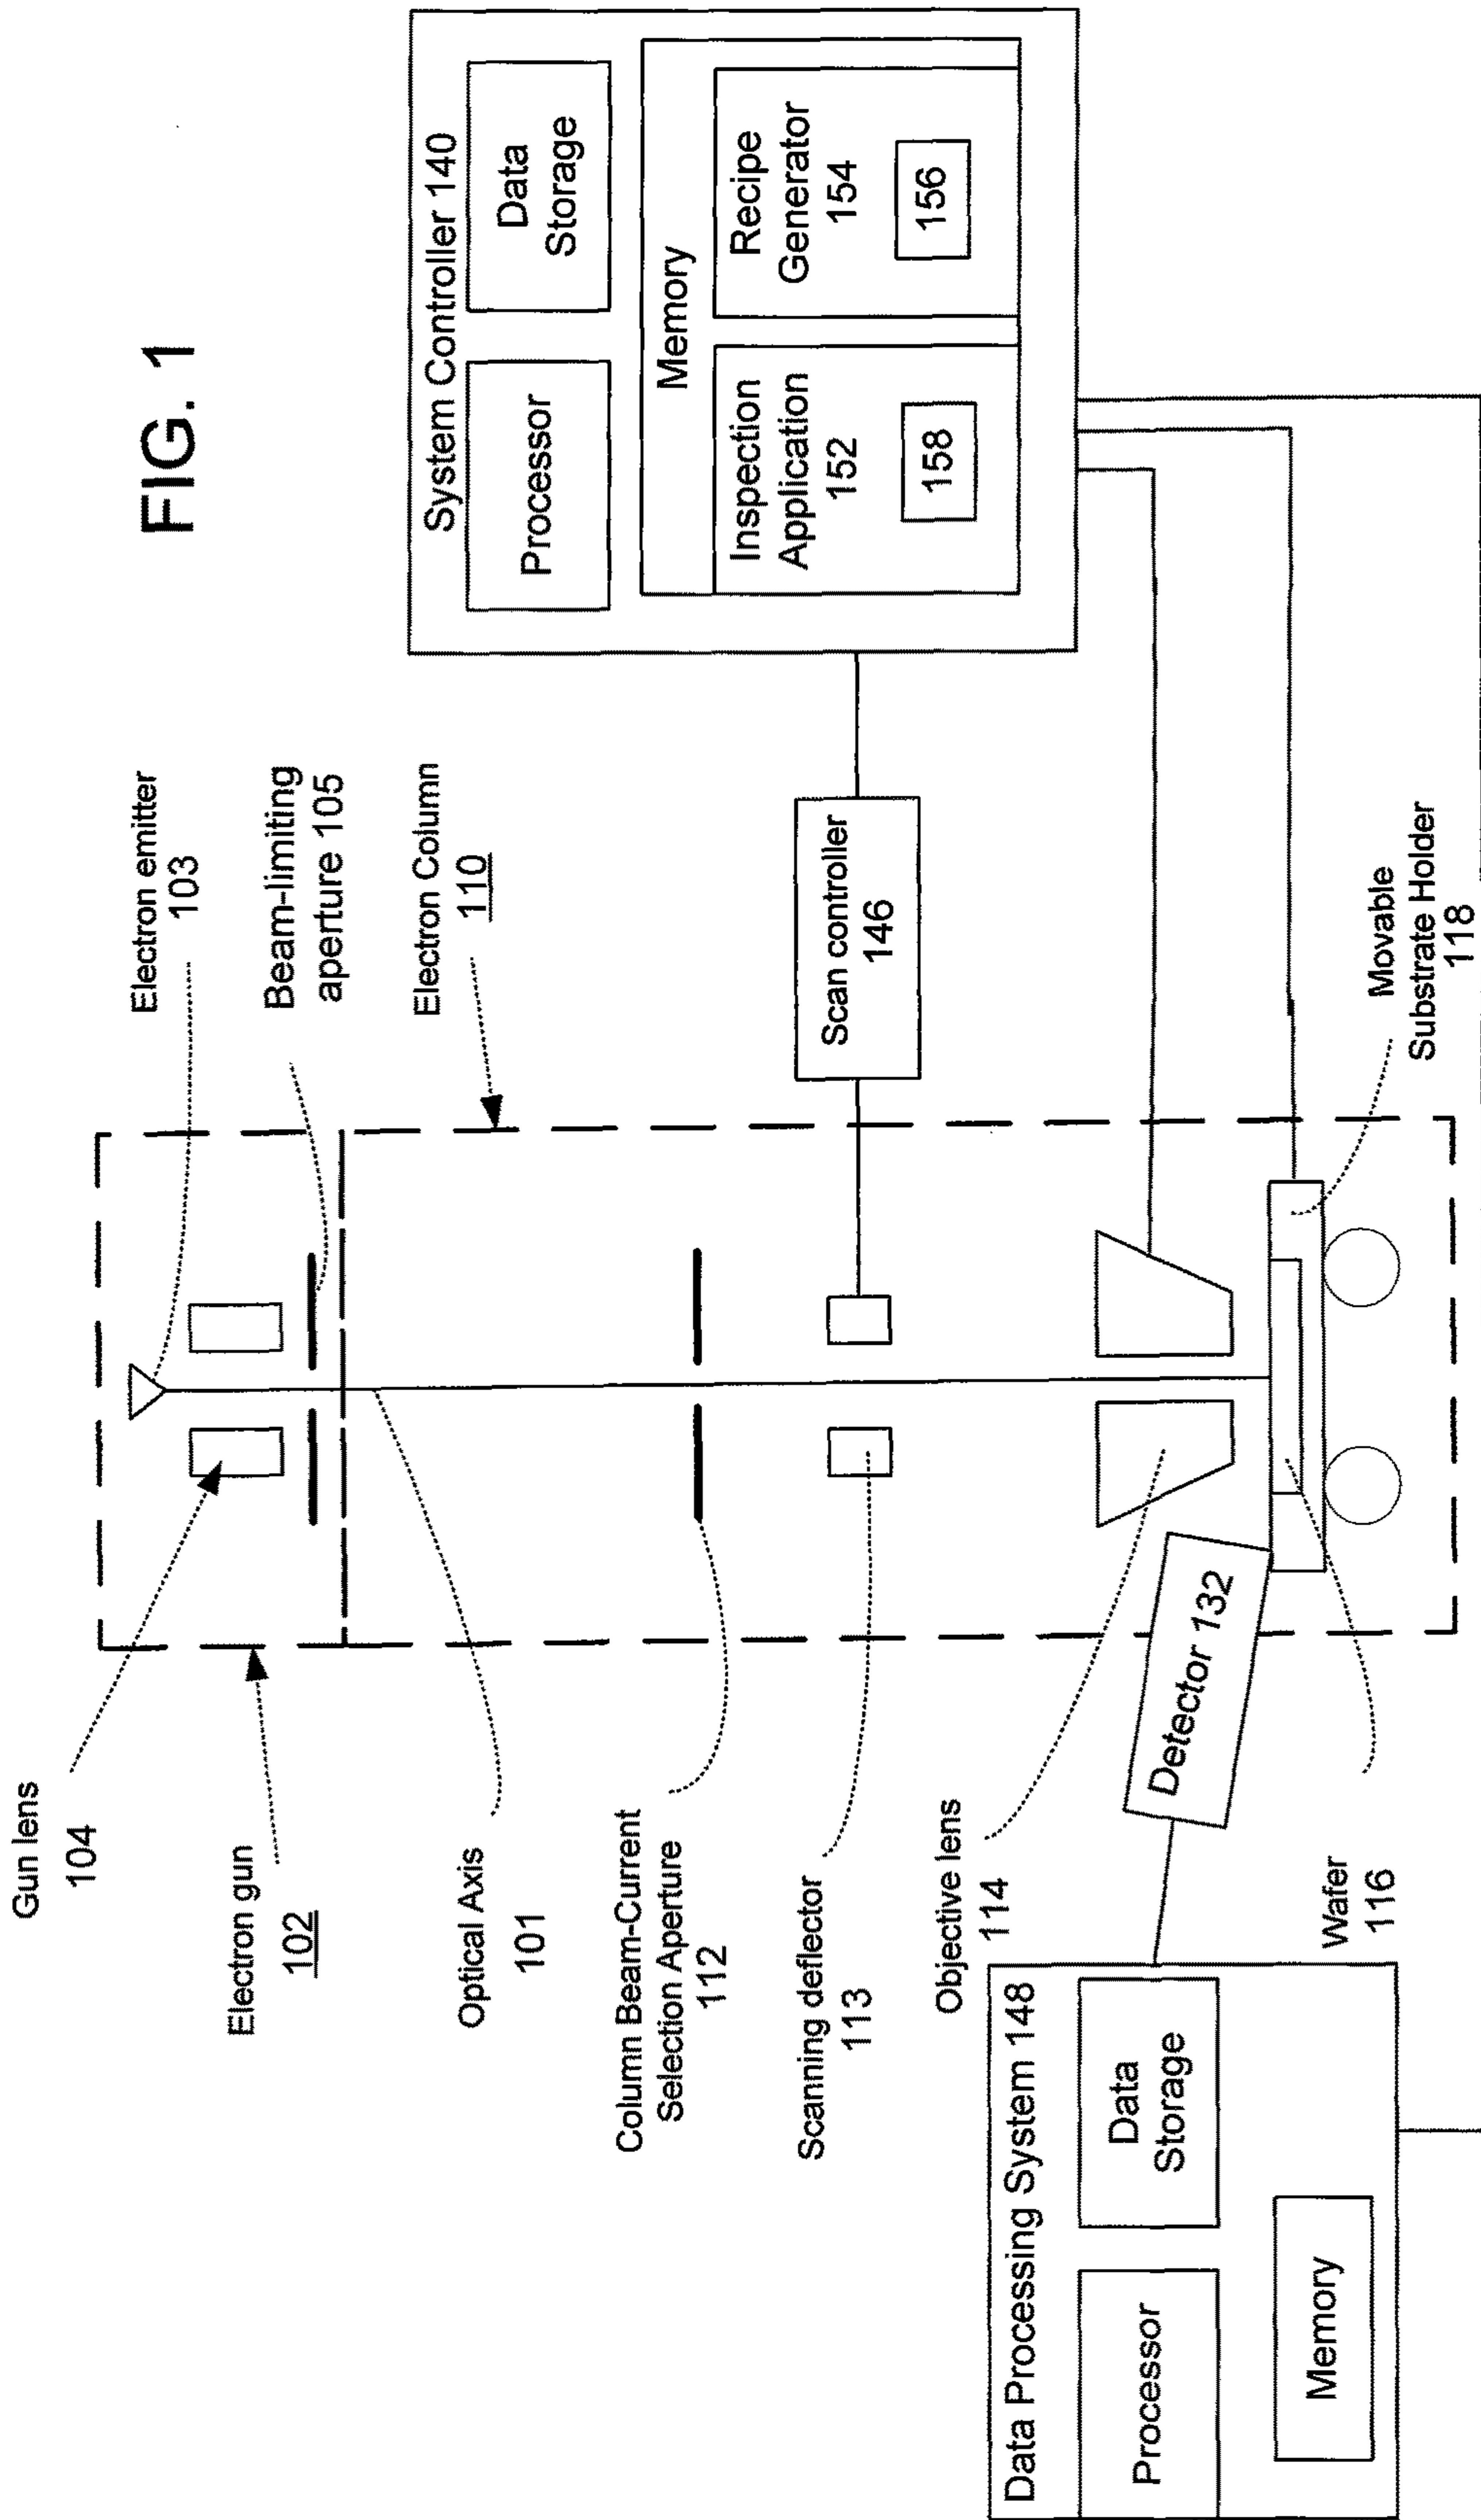 FIG. 1
Gun lens
104
Electron gun
102
Optical Axis
101
Column Beam-Current
Selection Aperture
112
Scanning deflector
113
Objective lens
114
Wafer
116
Detector 132
Data Processing System 148
Processor
Data
Storage
Memory
Electron emitter
103
Beam-limiting
aperture 105
Electron Column
110
Scan controller
146
Movable
Substrate Holder
118
System Controller 140
Processor
Data
Storage
Memory
Inspection
Application
152
158
Recipe
Generator
154
156